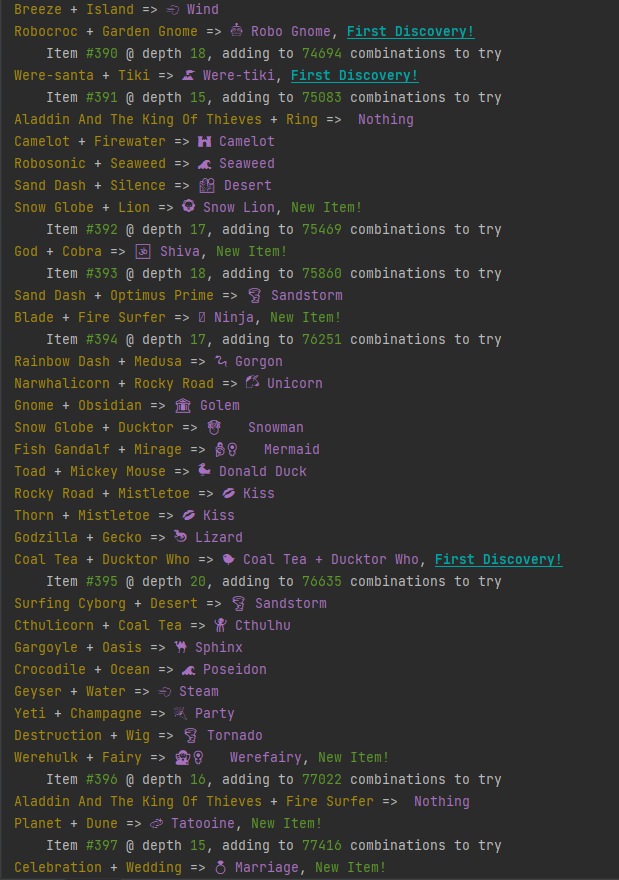 Breeze + Island => 💨 Wind
Robocroc + Garden Gnome => 🤖 Robo Gnome, First Discovery!
Item #390 @ depth 18, adding to 74694 combinations to try
Were-santa + Tiki => Were-tiki, First Discovery!
Item #391 @ depth 15, adding to 75083 combinations to try
Aladdin And The King Of Thieves + Ring => Nothing
Camelot + Firewater => Camelot
Robosonic + Seaweed => 🌊 Seaweed
Sand Dash + Silence => Desert
Snow Globe + Lion => 🦁 Snow Lion, New Item!
Item #392 @ depth 17, adding to 75469 combinations to try
God + Cobra => 🕉 Shiva, New Item!
Item #393 @ depth 18, adding to 75860 combinations to try
Sand Dash + Optimus Prime => 🌪 Sandstorm
Blade + Fire Surfer => ▯ Ninja, New Item!
Item #394 @ depth 17, adding to 76251 combinations to try
Rainbow Dash + Medusa => 🐍 Gorgon
Narwhalicorn + Rocky Road => 🦄 Unicorn
Gnome + Obsidian => Golem
Snow Globe + Ducktor => Snowman
Fish Gandalf + Mirage => Mermaid
Toad + Mickey Mouse => 🦆 Donald Duck
Rocky Road + Mistletoe => 💋 Kiss
Thorn + Mistletoe => 💋 Kiss
Godzilla + Gecko => 🦎 Lizard
Coal Tea + Ducktor Who => Coal Tea + Ducktor Who, First Discovery!
Item #395 @ depth 20, adding to 76635 combinations to try
Surfing Cyborg + Desert => 🌪 Sandstorm
Cthulicorn + Coal Tea => Cthulhu
Gargoyle + Oasis => 🐫 Sphinx
Crocodile + Ocean => 🌊 Poseidon
Geyser + Water => 💨 Steam
Yeti + Champagne => 🎉 Party
Destruction + Wig => 🌪 Tornado
Werehulk + Fairy => Werefairy, New Item!
Item #396 @ depth 16, adding to 77022 combinations to try
Aladdin And The King Of Thieves + Fire Surfer => Nothing
Planet + Dune => 🪐 Tatooine, New Item!
Item #397 @ depth 15, adding to 77416 combinations to try
Celebration + Wedding => 💍 Marriage, New Item!